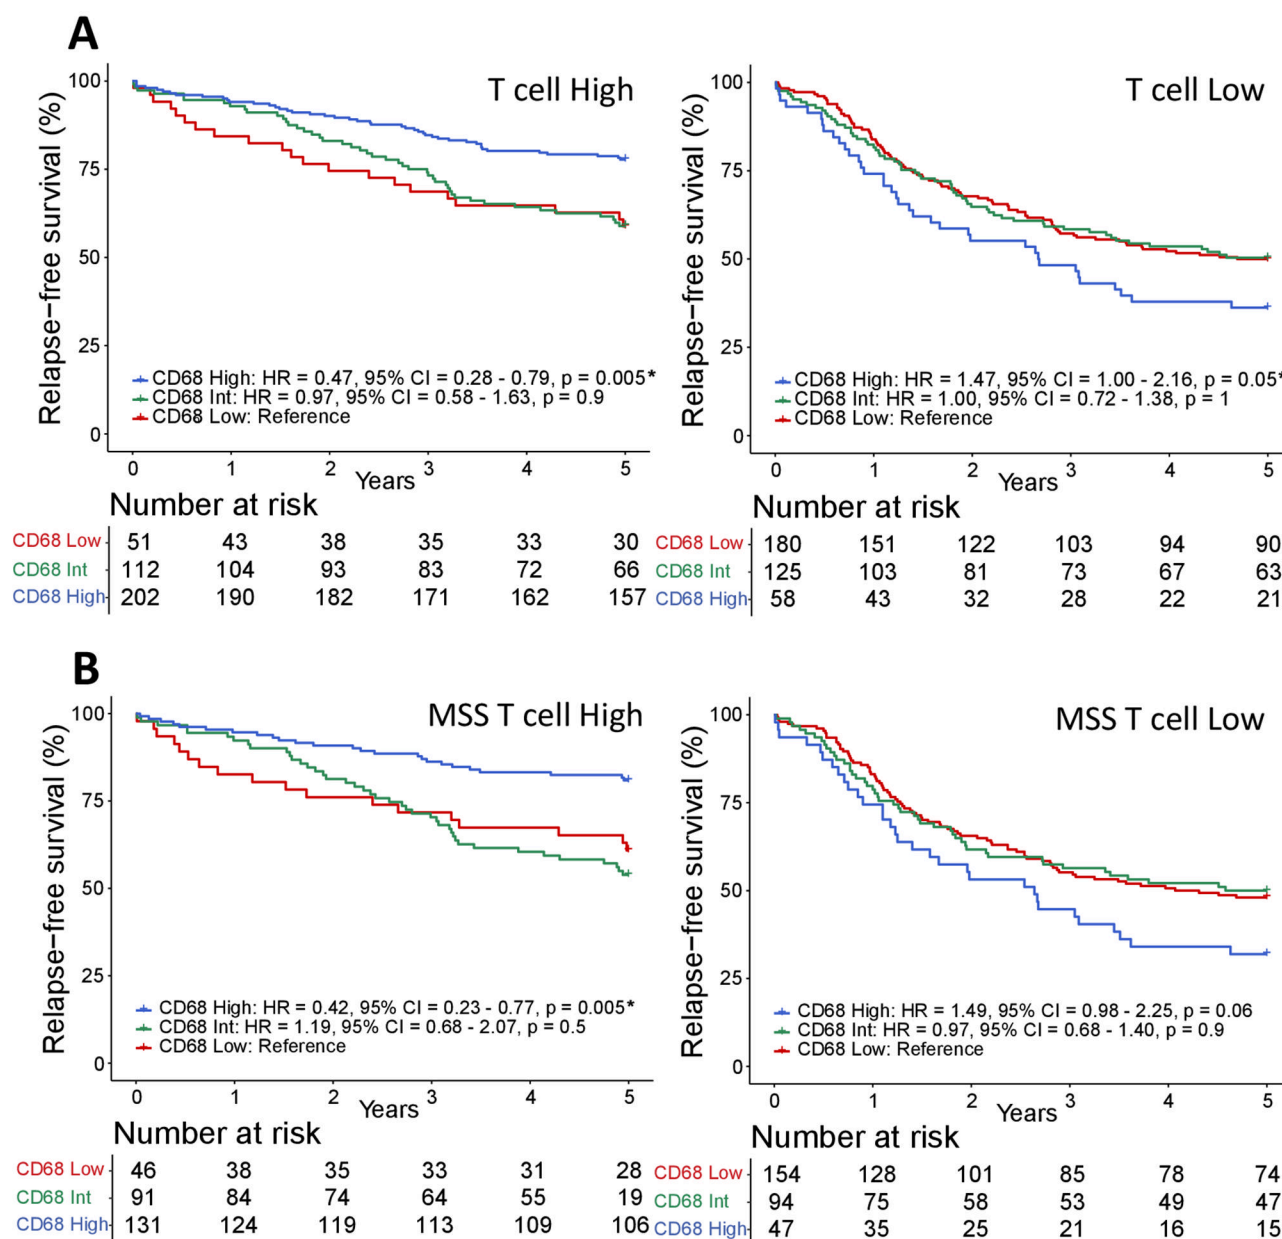 A
T cell High
Relapse-free survival (%)
100
75
50
25
0
CD68 High: HR = 0.47, 95% CI = 0.28 - 0.79, p = 0.005*
CD68 Int: HR = 0.97, 95% CI = 0.58 - 1.63, p = 0.9
CD68 Low: Reference
0 1 2 3 4 5
Years
Number at risk
CD68 Low 51 43 38 35 33 30
CD68 Int 112 104 93 83 72 66
CD68 High 202 190 182 171 162 157
T cell Low
Relapse-free survival (%)
100
75
50
25
0
CD68 High: HR = 1.47, 95% CI = 1.00 - 2.16, p = 0.05*
CD68 Int: HR = 1.00, 95% CI = 0.72 - 1.38, p = 1
CD68 Low: Reference
0 1 2 3 4 5
Years
Number at risk
CD68 Low 180 151 122 103 94 90
CD68 Int 125 103 81 73 67 63
CD68 High 58 43 32 28 22 21
B
MSS T cell High
Relapse-free survival (%)
100
75
50
25
0
CD68 High: HR = 0.42, 95% CI = 0.23 - 0.77, p = 0.005*
CD68 Int: HR = 1.19, 95% CI = 0.68 - 2.07, p = 0.5
CD68 Low: Reference
0 1 2 3 4 5
Years
Number at risk
CD68 Low 46 38 35 33 31 28
CD68 Int 91 84 74 64 55 19
CD68 High 131 124 119 113 109 106
MSS T cell Low
Relapse-free survival (%)
100
75
50
25
0
CD68 High: HR = 1.49, 95% CI = 0.98 - 2.25, p = 0.06
CD68 Int: HR = 0.97, 95% CI = 0.68 - 1.40, p = 0.9
CD68 Low: Reference
0 1 2 3 4 5
Years
Number at risk
CD68 Low 154 128 101 85 78 74
CD68 Int 94 75 58 53 49 47
CD68 High 47 35 25 21 16 15